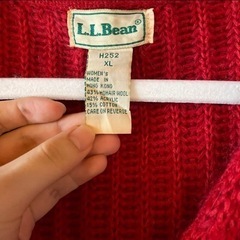 L.L.Bean®
H252
XL
WOMEN'S
MADE IN
HONG KONG
43% MOHAIR WOOL
42% ACRYLIC
15% COTTON
CARE ON REVERSE